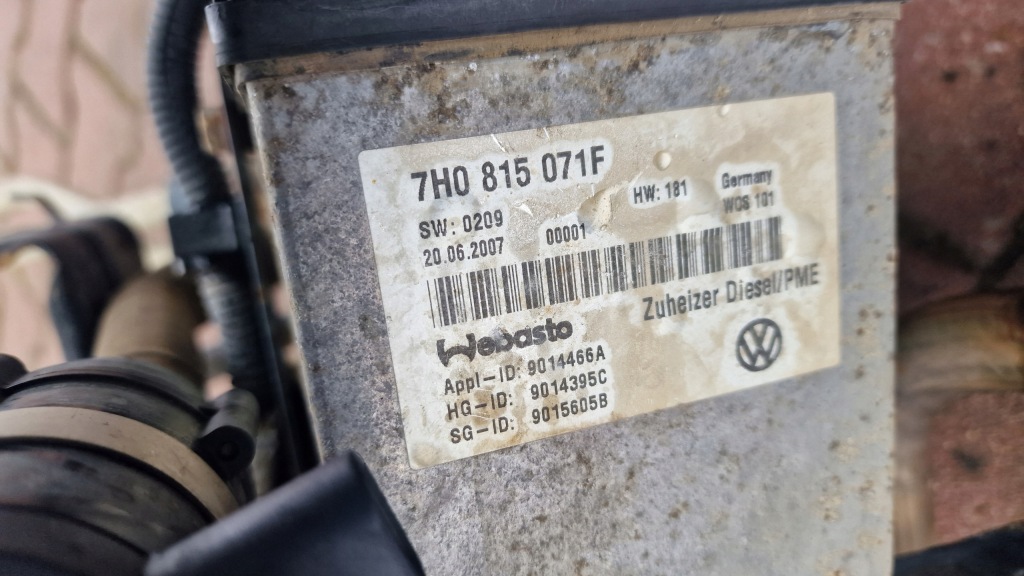 7H0 815 071F
SW: 0209
HW: 181
Germany
20.06.2007
00001
WCS 101
Zuheizer Diesel/PME
Webasto
Appl-ID: 9014466A
HG-ID: 9014395C
SG-ID: 9015605B